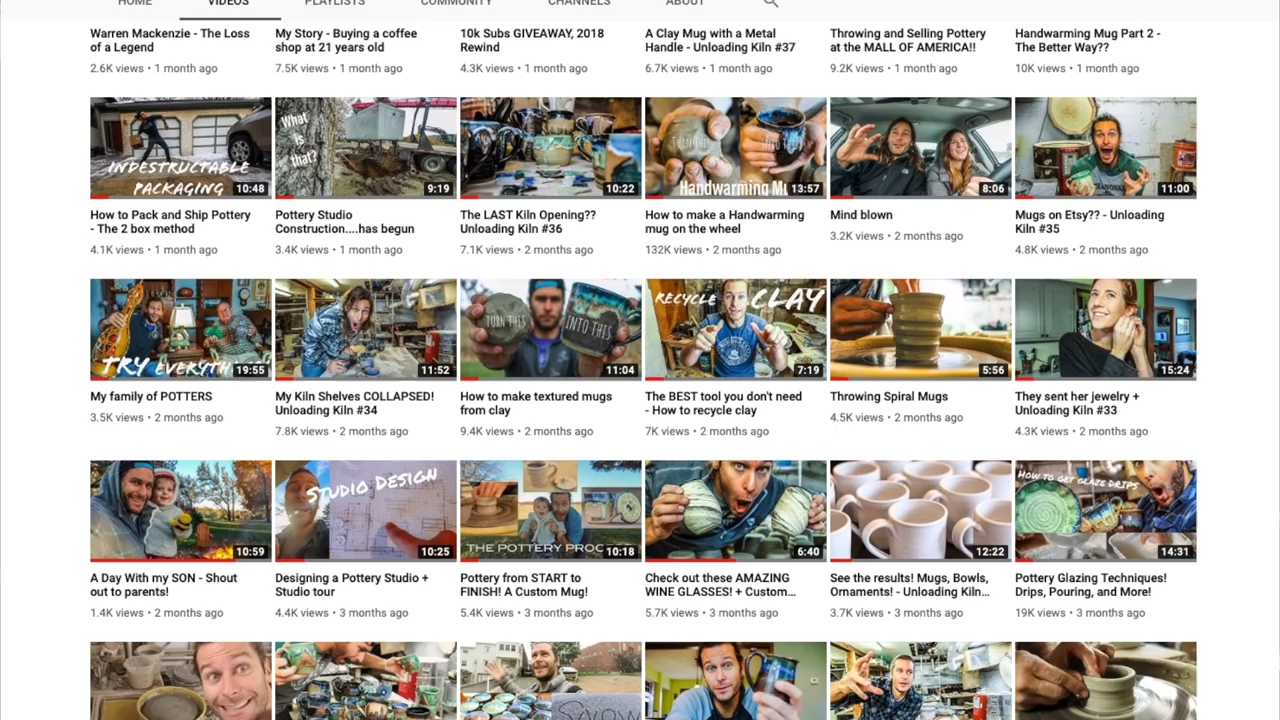 HOME VIDEOS PLAYLISTS COMMUNITY CHANNELS ABOUT
Warren Mackenzie - The Loss
of a Legend
2.6K views • 1 month ago
My Story - Buying a coffee
shop at 21 years old
7.5K views • 1 month ago
10k Subs GIVEAWAY, 2018
Rewind
4.3K views • 1 month ago
A Clay Mug with a Metal
Handle - Unloading Kiln #37
6.7K views • 1 month ago
Throwing and Selling Pottery
at the MALL OF AMERICA!!
9.2K views • 1 month ago
Handwarming Mug Part 2 -
The Better Way??
10K views • 1 month ago
INDESTRUCTABLE
PACKAGING
10:48
How to Pack and Ship Pottery
- The 2 box method
4.1K views • 1 month ago
What
is
that?
9:19
Pottery Studio
Construction....has begun
3.4K views • 1 month ago
10:22
The LAST Kiln Opening??
Unloading Kiln #36
7.1K views • 2 months ago
TURN THIS
INTO THIS
Handwarming Mu
13:57
How to make a Handwarming
mug on the wheel
132K views • 2 months ago
8:06
Mind blown
3.2K views • 2 months ago
11:00
Mugs on Etsy?? - Unloading
Kiln #35
4.8K views • 2 months ago
TRY EVERYTH
19:55
My family of POTTERS
3.5K views • 2 months ago
11:52
My Kiln Shelves COLLAPSED!
Unloading Kiln #34
7.8K views • 2 months ago
TURN THIS
INTO THIS
11:04
How to make textured mugs
from clay
9.4K views • 2 months ago
RECYCLE CLAY
7:19
The BEST tool you don't need
- How to recycle clay
7K views • 2 months ago
5:56
Throwing Spiral Mugs
4.5K views • 2 months ago
15:24
They sent her jewelry +
Unloading Kiln #33
4.3K views • 2 months ago
10:59
A Day With my SON - Shout
out to parents!
1.4K views • 2 months ago
STUDIO DESIGN
10:25
Designing a Pottery Studio +
Studio tour
4.4K views • 3 months ago
THE POTTERY PROC
10:18
Pottery from START to
FINISH! A Custom Mug!
5.4K views • 3 months ago
6:40
Check out these AMAZING
WINE GLASSES! + Custom...
5.7K views • 3 months ago
12:22
See the results! Mugs, Bowls,
Ornaments! - Unloading Kiln...
3.7K views • 3 months ago
HOW TO GET GLAZE DRIPS
14:31
Pottery Glazing Techniques!
Drips, Pouring, and More!
19K views • 3 months ago
SNOW